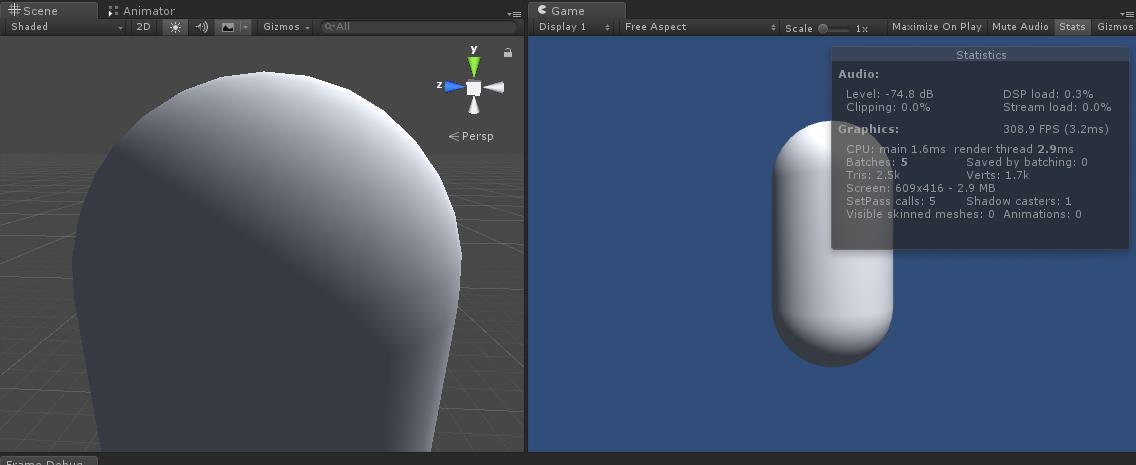 Scene
Animator
Game
Shaded
2D
Gizmos
All
Display 1
Free Aspect
Scale
1x
Maximize On Play
Mute Audio
Stats
Gizmos
y
z
Persp
Statistics
Audio:
Level: -74.8 dB
DSP load: 0.3%
Clipping: 0.0%
Stream load: 0.0%
Graphics:
308.9 FPS (3.2ms)
CPU: main 1.6ms render thread 2.9ms
Batches: 5
Saved by batching: 0
Tris: 2.5k
Verts: 1.7k
Screen: 609x416 - 2.9 MB
SetPass calls: 5
Shadow casters: 1
Visible skinned meshes: 0 Animations: 0
Frame Debug